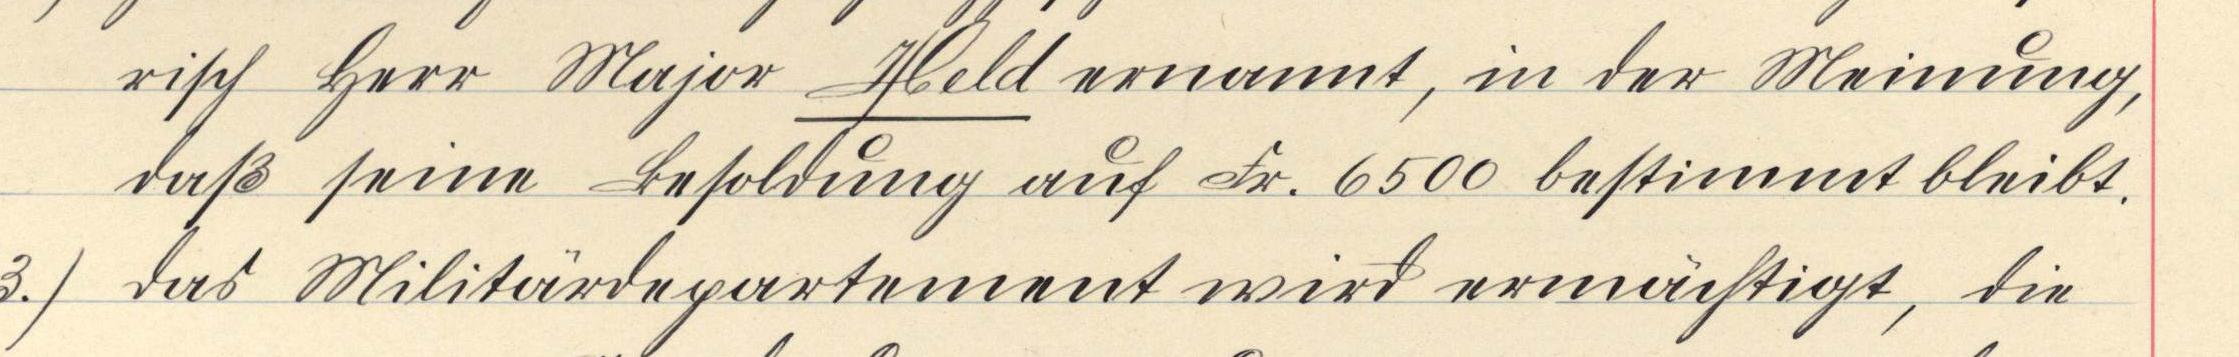 risch Herr Major Held ernannt, in der Meinung,
daß seine Besoldung auf Fr. 6500 bestimmt bleibt.
3.) das Militärdepartement wird ermächtigt, die